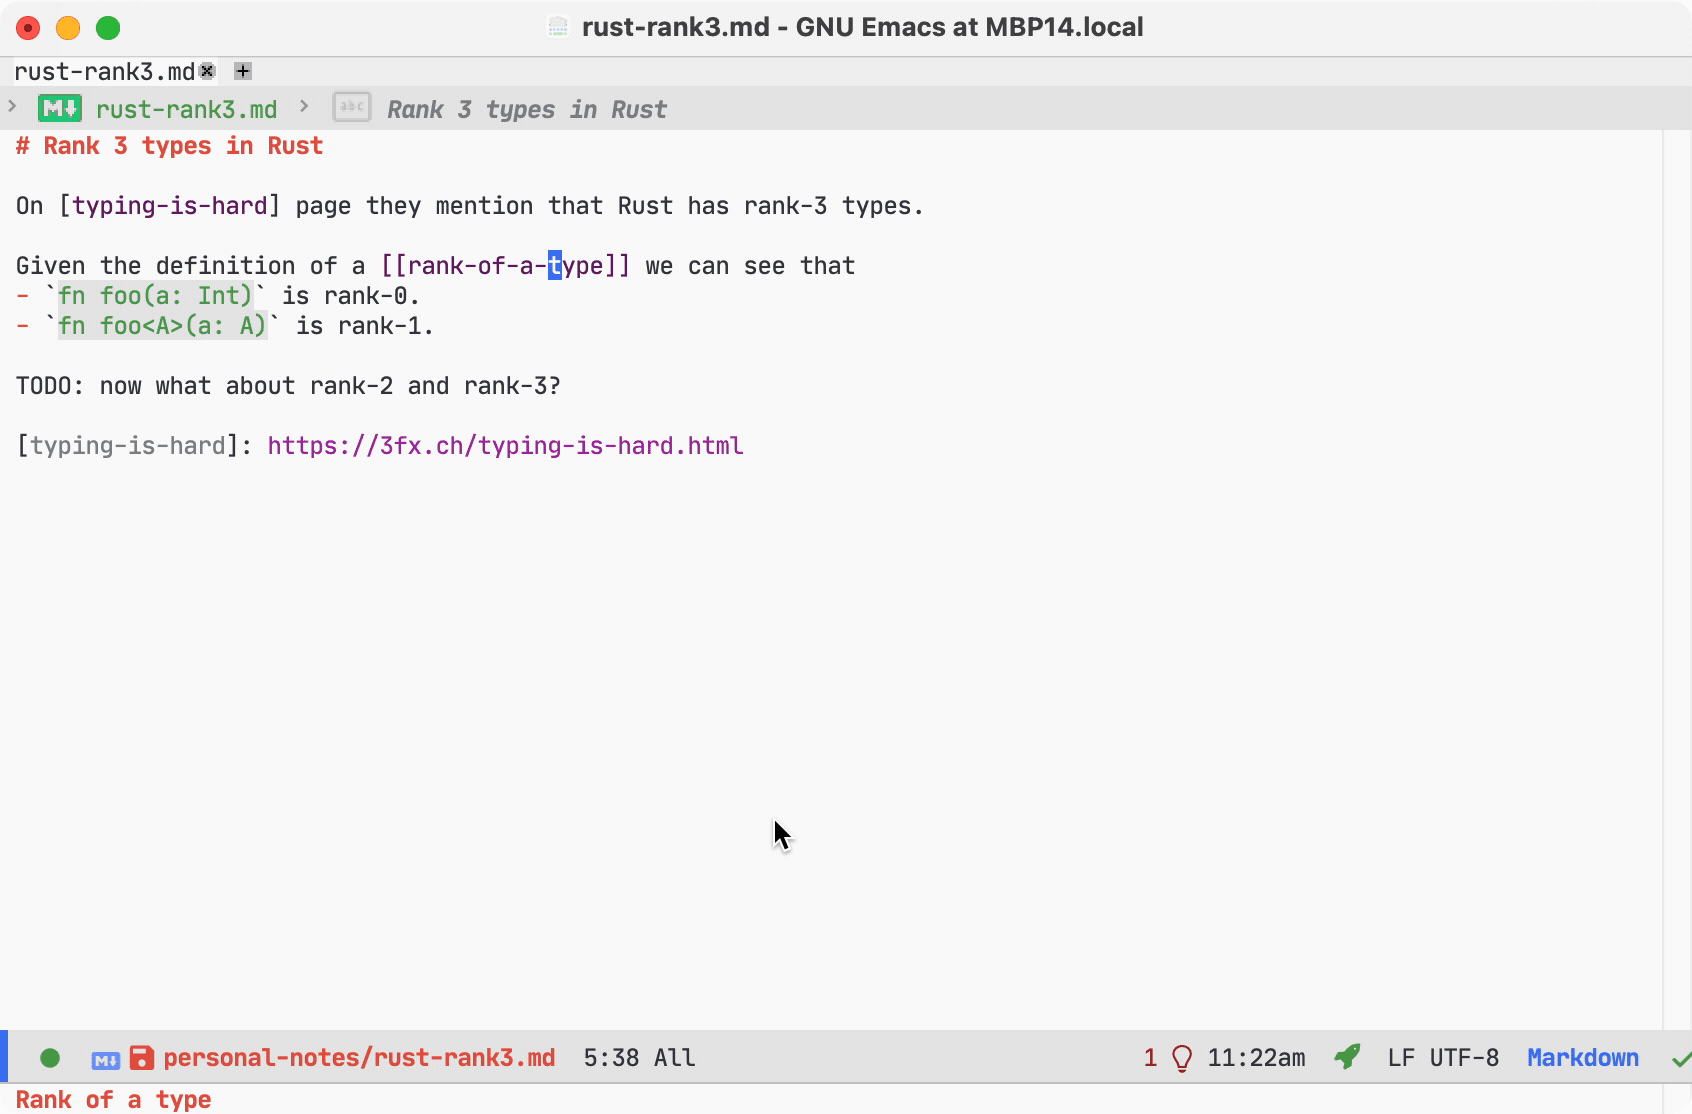 rust-rank3.md - GNU Emacs at MBP14.local
rust-rank3.md
M↓ rust-rank3.md > abc Rank 3 types in Rust
# Rank 3 types in Rust
On [typing-is-hard] page they mention that Rust has rank-3 types.
Given the definition of a [[rank-of-a-type]] we can see that
- `fn foo(a: Int)` is rank-0.
- `fn foo<A>(a: A)` is rank-1.
TODO: now what about rank-2 and rank-3?
[typing-is-hard]: https://3fx.ch/typing-is-hard.html
M↓ personal-notes/rust-rank3.md 5:38 All 1 11:22am LF UTF-8 Markdown
Rank of a type